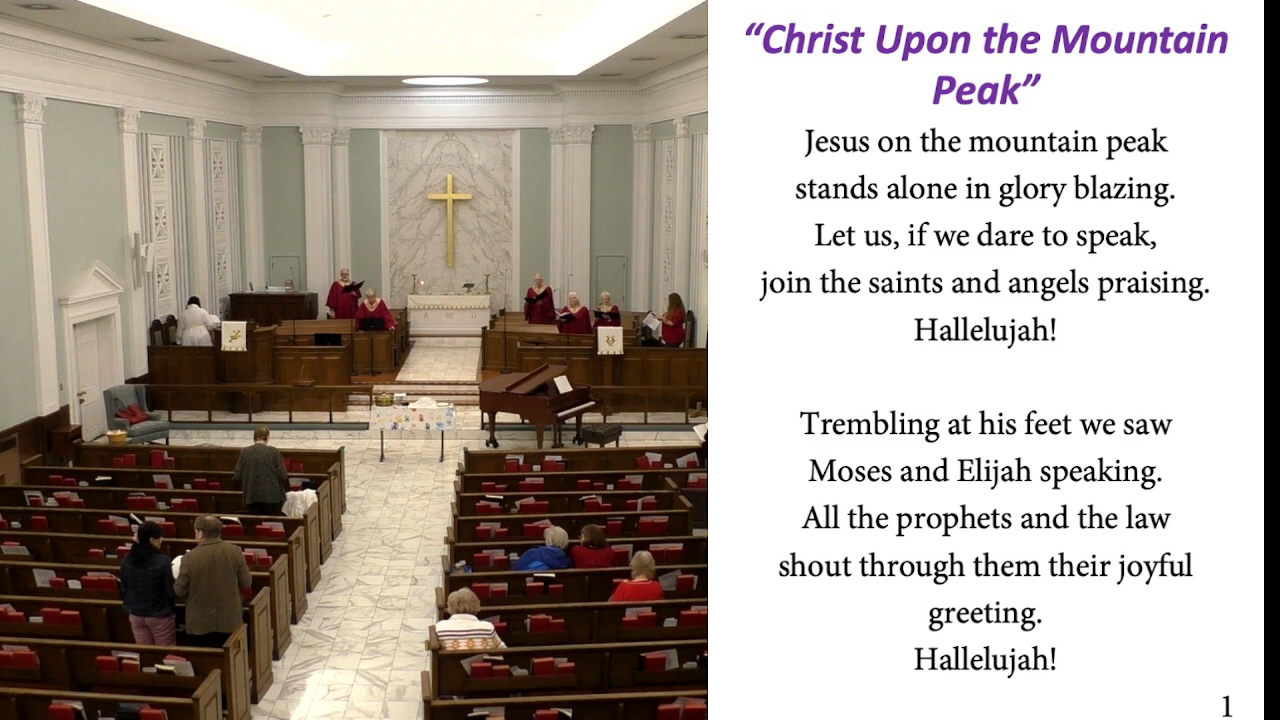 “Christ Upon the Mountain
Peak”
Jesus on the mountain peak
stands alone in glory blazing.
Let us, if we dare to speak,
join the saints and angels praising.
Hallelujah!
Trembling at his feet we saw
Moses and Elijah speaking.
All the prophets and the law
shout through them their joyful
greeting.
Hallelujah!
1